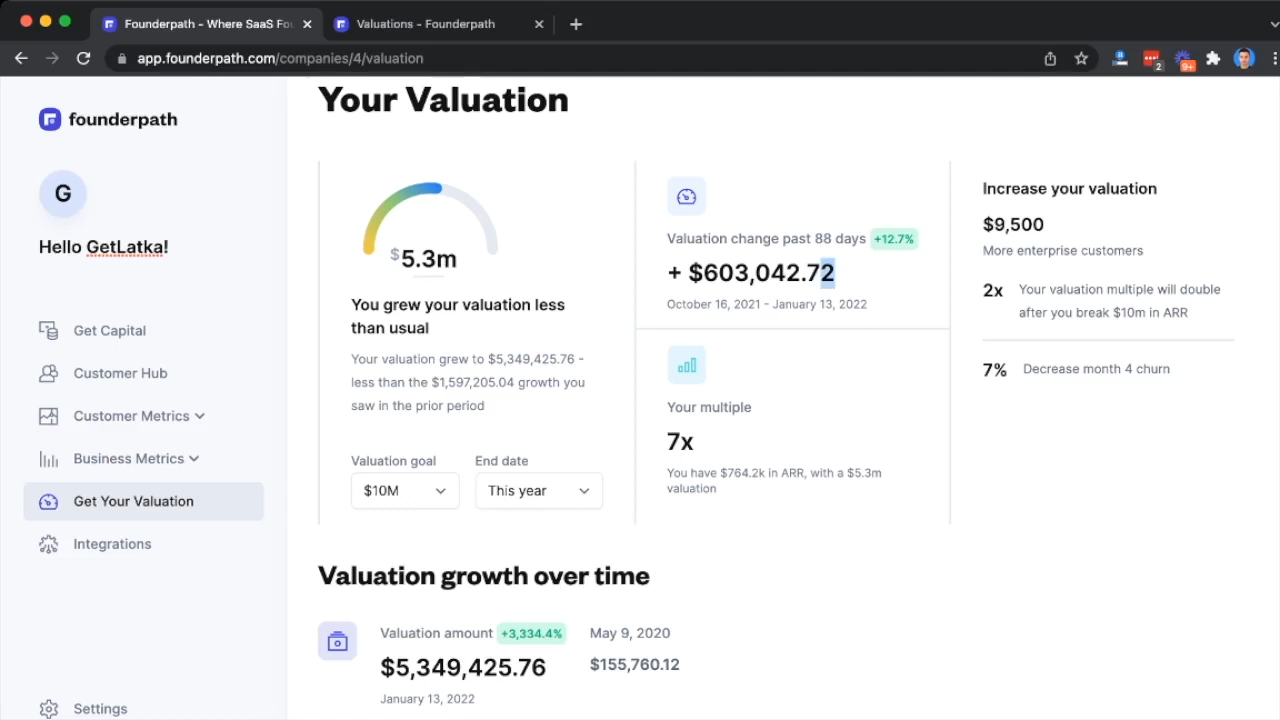 Founderpath - Where SaaS Fou
Valuations - Founderpath
app.founderpath.com/companies/4/valuation
2
9+
founderpath
G
Hello GetLatka!
Get Capital
Customer Hub
Customer Metrics
Business Metrics
Get Your Valuation
Integrations
Settings
Your Valuation
$5.3m
You grew your valuation less
than usual
Your valuation grew to $5,349,425.76 -
less than the $1,597,205.04 growth you
saw in the prior period
Valuation goal
End date
$10M
This year
Valuation change past 88 days +12.7%
+ $603,042.72
October 16, 2021 - January 13, 2022
Your multiple
7x
You have $764.2k in ARR, with a $5.3m
valuation
Increase your valuation
$9,500
More enterprise customers
2x Your valuation multiple will double
after you break $10m in ARR
7% Decrease month 4 churn
Valuation growth over time
Valuation amount +3,334.4%
$5,349,425.76
January 13, 2022
May 9, 2020
$155,760.12